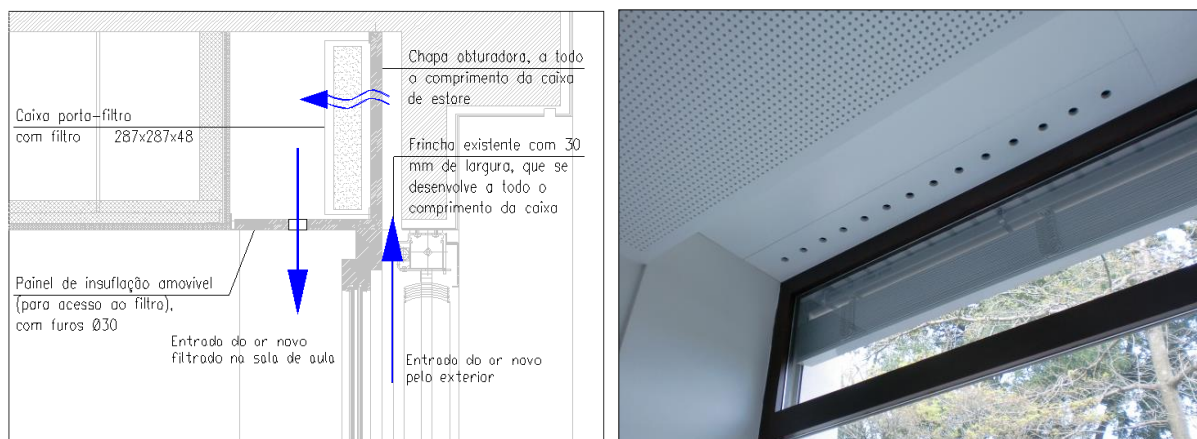 Chapa obturadora, a todo
o comprimento da caixa
de estore
Caixa porta-filtro
com filtro 287x287x48
Frincha existente com 30
mm de largura, que se
desenvolve a todo o
comprimento da caixa
Painel de insuflação amovivel
(para acesso ao filtro),
com furos Ø30
Entrada do ar novo
filtrado na sala de aula
Entrada do ar novo
pelo exterior